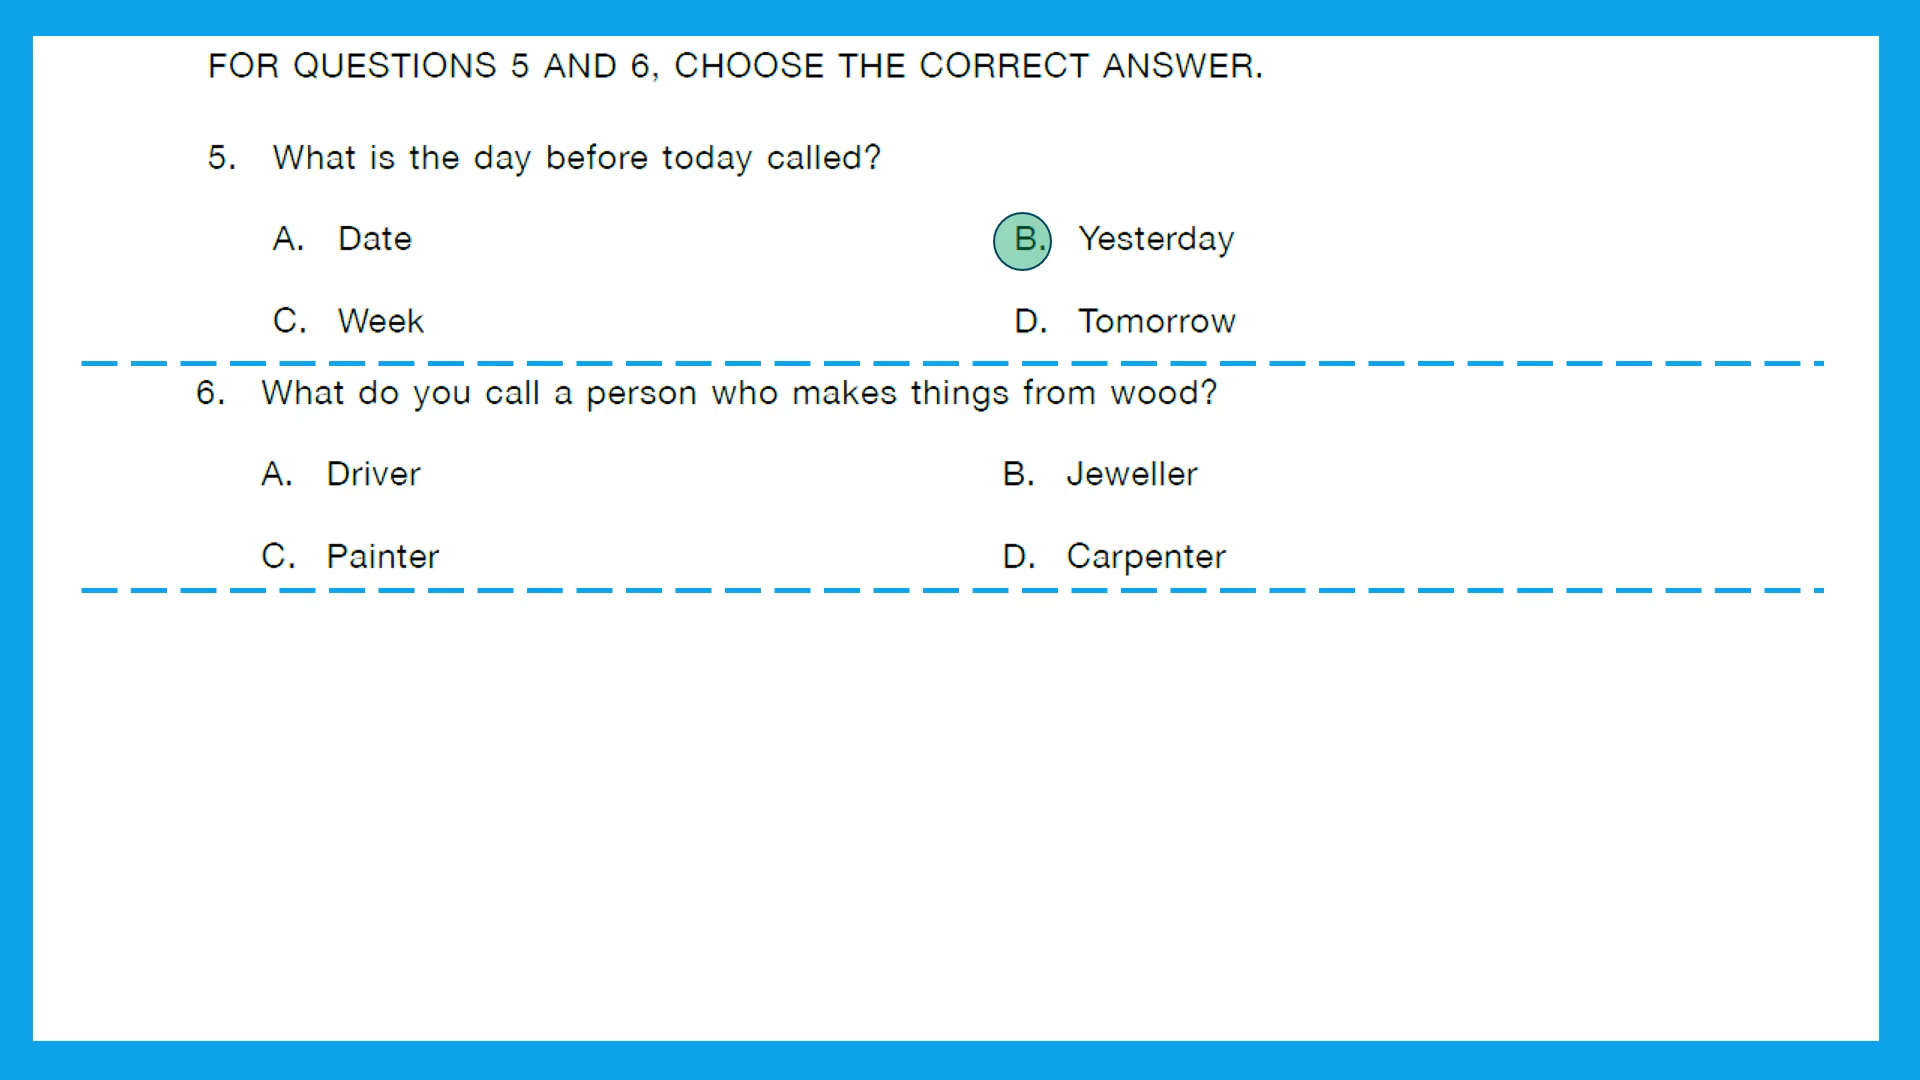 FOR QUESTIONS 5 AND 6, CHOOSE THE CORRECT ANSWER.
5. What is the day before today called?
A. Date B. Yesterday
C. Week D. Tomorrow
6. What do you call a person who makes things from wood?
A. Driver B. Jeweller
C. Painter D. Carpenter